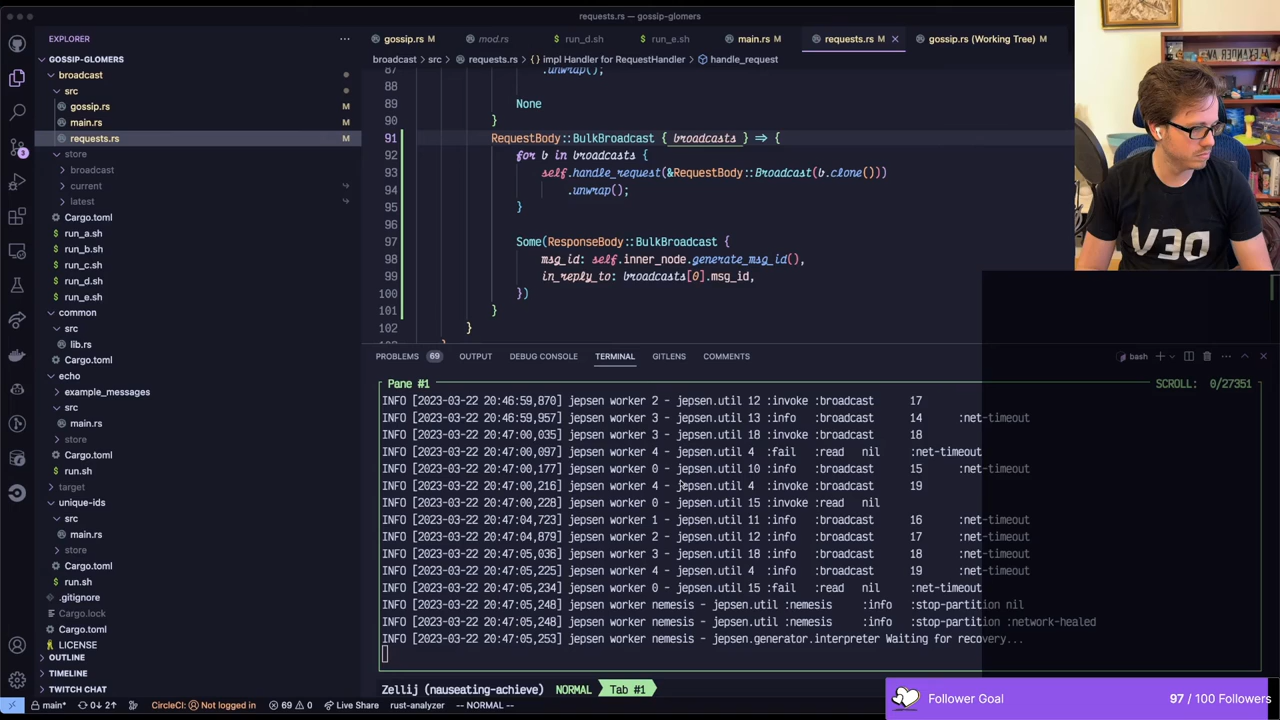 requests.rs — gossip-glomers
EXPLORER
gossip.rs M
mod.rs
run_d.sh
run_e.sh
main.rs M
requests.rs M
gossip.rs (Working Tree) M
GOSSIP-GLOMERS
broadcast > src > requests.rs > {} impl Handler for RequestHandler > handle_request
broadcast
src
gossip.rs M
main.rs M
requests.rs M
store
broadcast
current
latest
Cargo.toml
run_a.sh
run_b.sh
run_c.sh
run_d.sh
run_e.sh
common
src
lib.rs
Cargo.toml
echo
example_messages
src
main.rs
store
Cargo.toml
run.sh
target
unique-ids
src
main.rs
store
Cargo.toml
run.sh
.gitignore
Cargo.lock
Cargo.toml
LICENSE
OUTLINE
TIMELINE
TWITCH CHAT
87 .unwrap();
88
89 None
90 }
91 RequestBody::BulkBroadcast { broadcasts } => {
92 for b in broadcasts {
93 self.handle_request(&RequestBody::Broadcast(b.clone()))
94 .unwrap();
95 }
96
97 Some(ResponseBody::BulkBroadcast {
98 msg_id: self.inner_node.generate_msg_id(),
99 in_reply_to: broadcasts[0].msg_id,
100 })
101 }
102 }
PROBLEMS 69 OUTPUT DEBUG CONSOLE TERMINAL GITLENS COMMENTS
bash
Pane #1 SCROLL: 0/27351
INFO [2023-03-22 20:46:59,870] jepsen worker 2 - jepsen.util 12 :invoke :broadcast 17
INFO [2023-03-22 20:46:59,957] jepsen worker 3 - jepsen.util 13 :info :broadcast 14 :net-timeout
INFO [2023-03-22 20:47:00,035] jepsen worker 3 - jepsen.util 18 :invoke :broadcast 18
INFO [2023-03-22 20:47:00,097] jepsen worker 4 - jepsen.util 4 :fail :read nil :net-timeout
INFO [2023-03-22 20:47:00,177] jepsen worker 0 - jepsen.util 10 :info :broadcast 15 :net-timeout
INFO [2023-03-22 20:47:00,216] jepsen worker 4 - jepsen.util 4 :invoke :broadcast 19
INFO [2023-03-22 20:47:00,228] jepsen worker 0 - jepsen.util 15 :invoke :read nil
INFO [2023-03-22 20:47:04,723] jepsen worker 1 - jepsen.util 11 :info :broadcast 16 :net-timeout
INFO [2023-03-22 20:47:04,879] jepsen worker 2 - jepsen.util 12 :info :broadcast 17 :net-timeout
INFO [2023-03-22 20:47:05,036] jepsen worker 3 - jepsen.util 18 :info :broadcast 18 :net-timeout
INFO [2023-03-22 20:47:05,225] jepsen worker 4 - jepsen.util 4 :info :broadcast 19 :net-timeout
INFO [2023-03-22 20:47:05,234] jepsen worker 0 - jepsen.util 15 :fail :read nil :net-timeout
INFO [2023-03-22 20:47:05,248] jepsen worker nemesis - jepsen.util :nemesis :info :stop-partition nil
INFO [2023-03-22 20:47:05,248] jepsen worker nemesis - jepsen.util :nemesis :info :stop-partition :network-healed
INFO [2023-03-22 20:47:05,253] jepsen worker nemesis - jepsen.generator.interpreter Waiting for recovery...
Zellij (nauseating-achieve) NORMAL Tab #1
main* 0↓ 2↑ CircleCI: Not logged in 69 0 Live Share rust-analyzer -- NORMAL --
V3D
Follower Goal 97 / 100 Followers